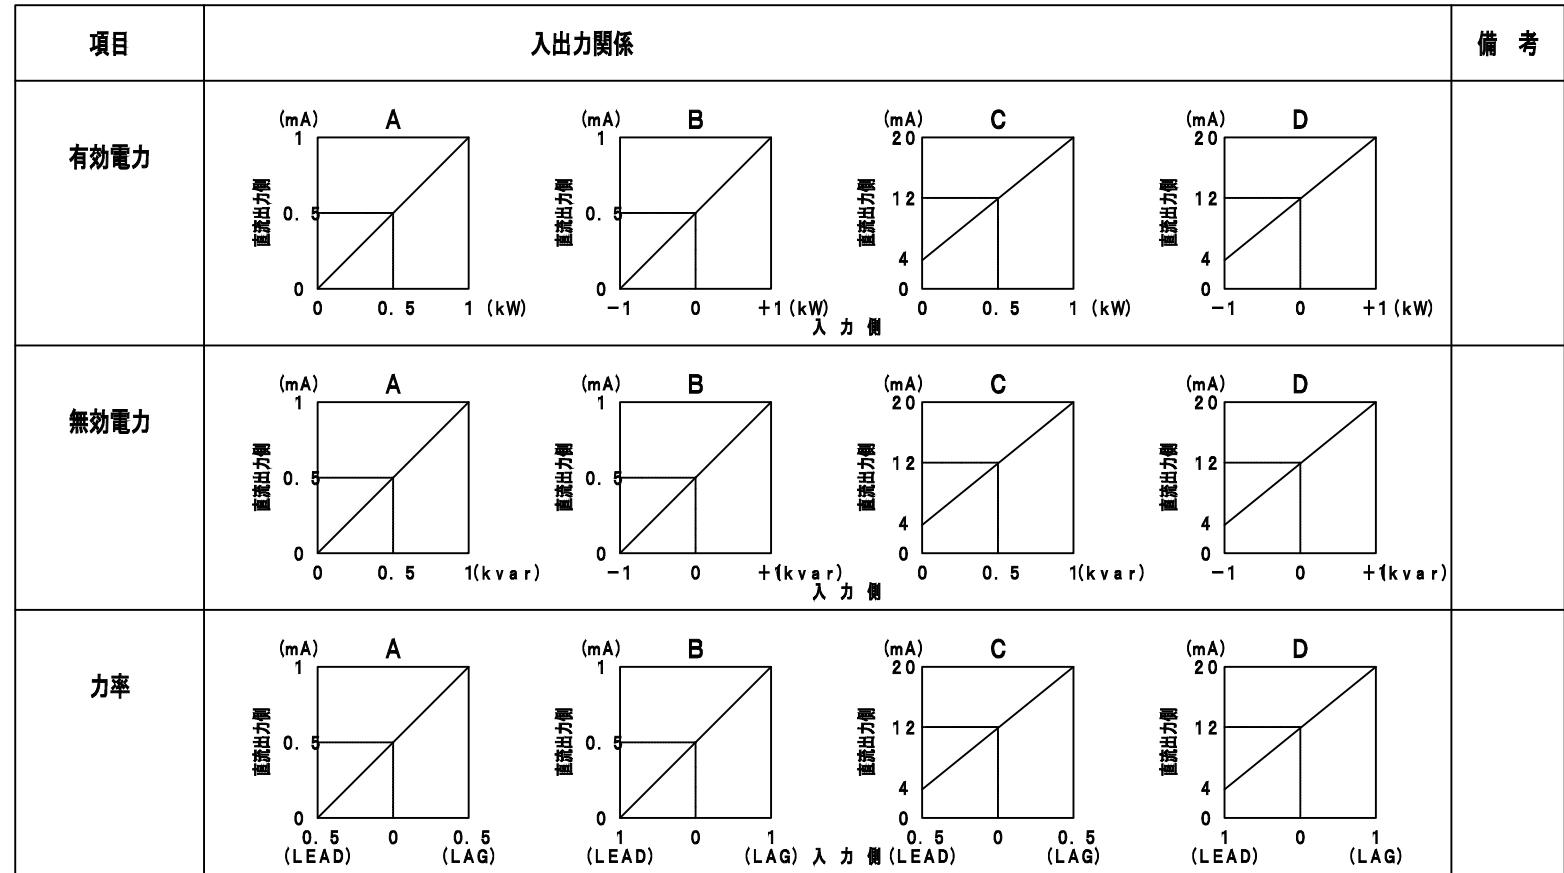 項目 入出力関係 備 考
有効電力
(mA) A (mA) B (mA) C (mA) D
1 1 20 20
直流出力側 直流出力側 直流出力側 直流出力側
0.5 0.5 12 12
4 4
0 0 0 0
0 0.5 1 (kW) −1 0 +1(kW) 0 0.5 1 (kW) −1 0 +1(kW)
入 力 側
無効電力
(mA) A (mA) B (mA) C (mA) D
1 1 20 20
直流出力側 直流出力側 直流出力側 直流出力側
0.5 0.5 12 12
4 4
0 0 0 0
0 0.5 1(kvar) −1 0 +1(kvar) 0 0.5 1(kvar) −1 0 +1(kvar)
入 力 側
力率
(mA) A (mA) B (mA) C (mA) D
1 1 20 20
直流出力側 直流出力側 直流出力側 直流出力側
0.5 0.5 12 12
4 4
0 0 0 0
0.5 0 0.5 1 0 1 0.5 0 0.5 1 0 1
(LEAD) (LAG) (LEAD) (LAG) 入 力 側 (LEAD) (LAG) (LEAD) (LAG)